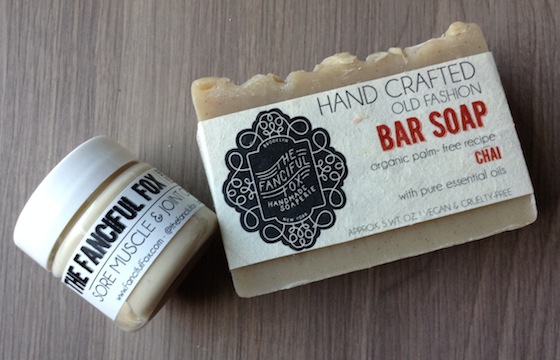 HAND CRAFTED
OLD FASHION
BAR SOAP
organic palm-free recipe
CHAI
with pure essential oils
APPROX. 5 WT. OZ. | VEGAN & CRUELTY-FREE
BROOKLYN
THE
FANCIFUL
FOX
HANDMADE
SOAPERIE
NEW YORK
THE FANCIFUL FOX
SORE MUSCLE & JOINT
www.fancifulfox.com